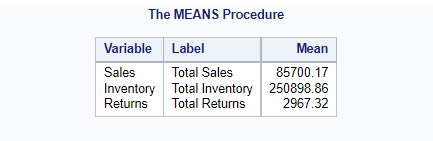 The MEANS Procedure
Variable Label Mean
Sales Total Sales 85700.17
Inventory Total Inventory 250898.86
Returns Total Returns 2967.32